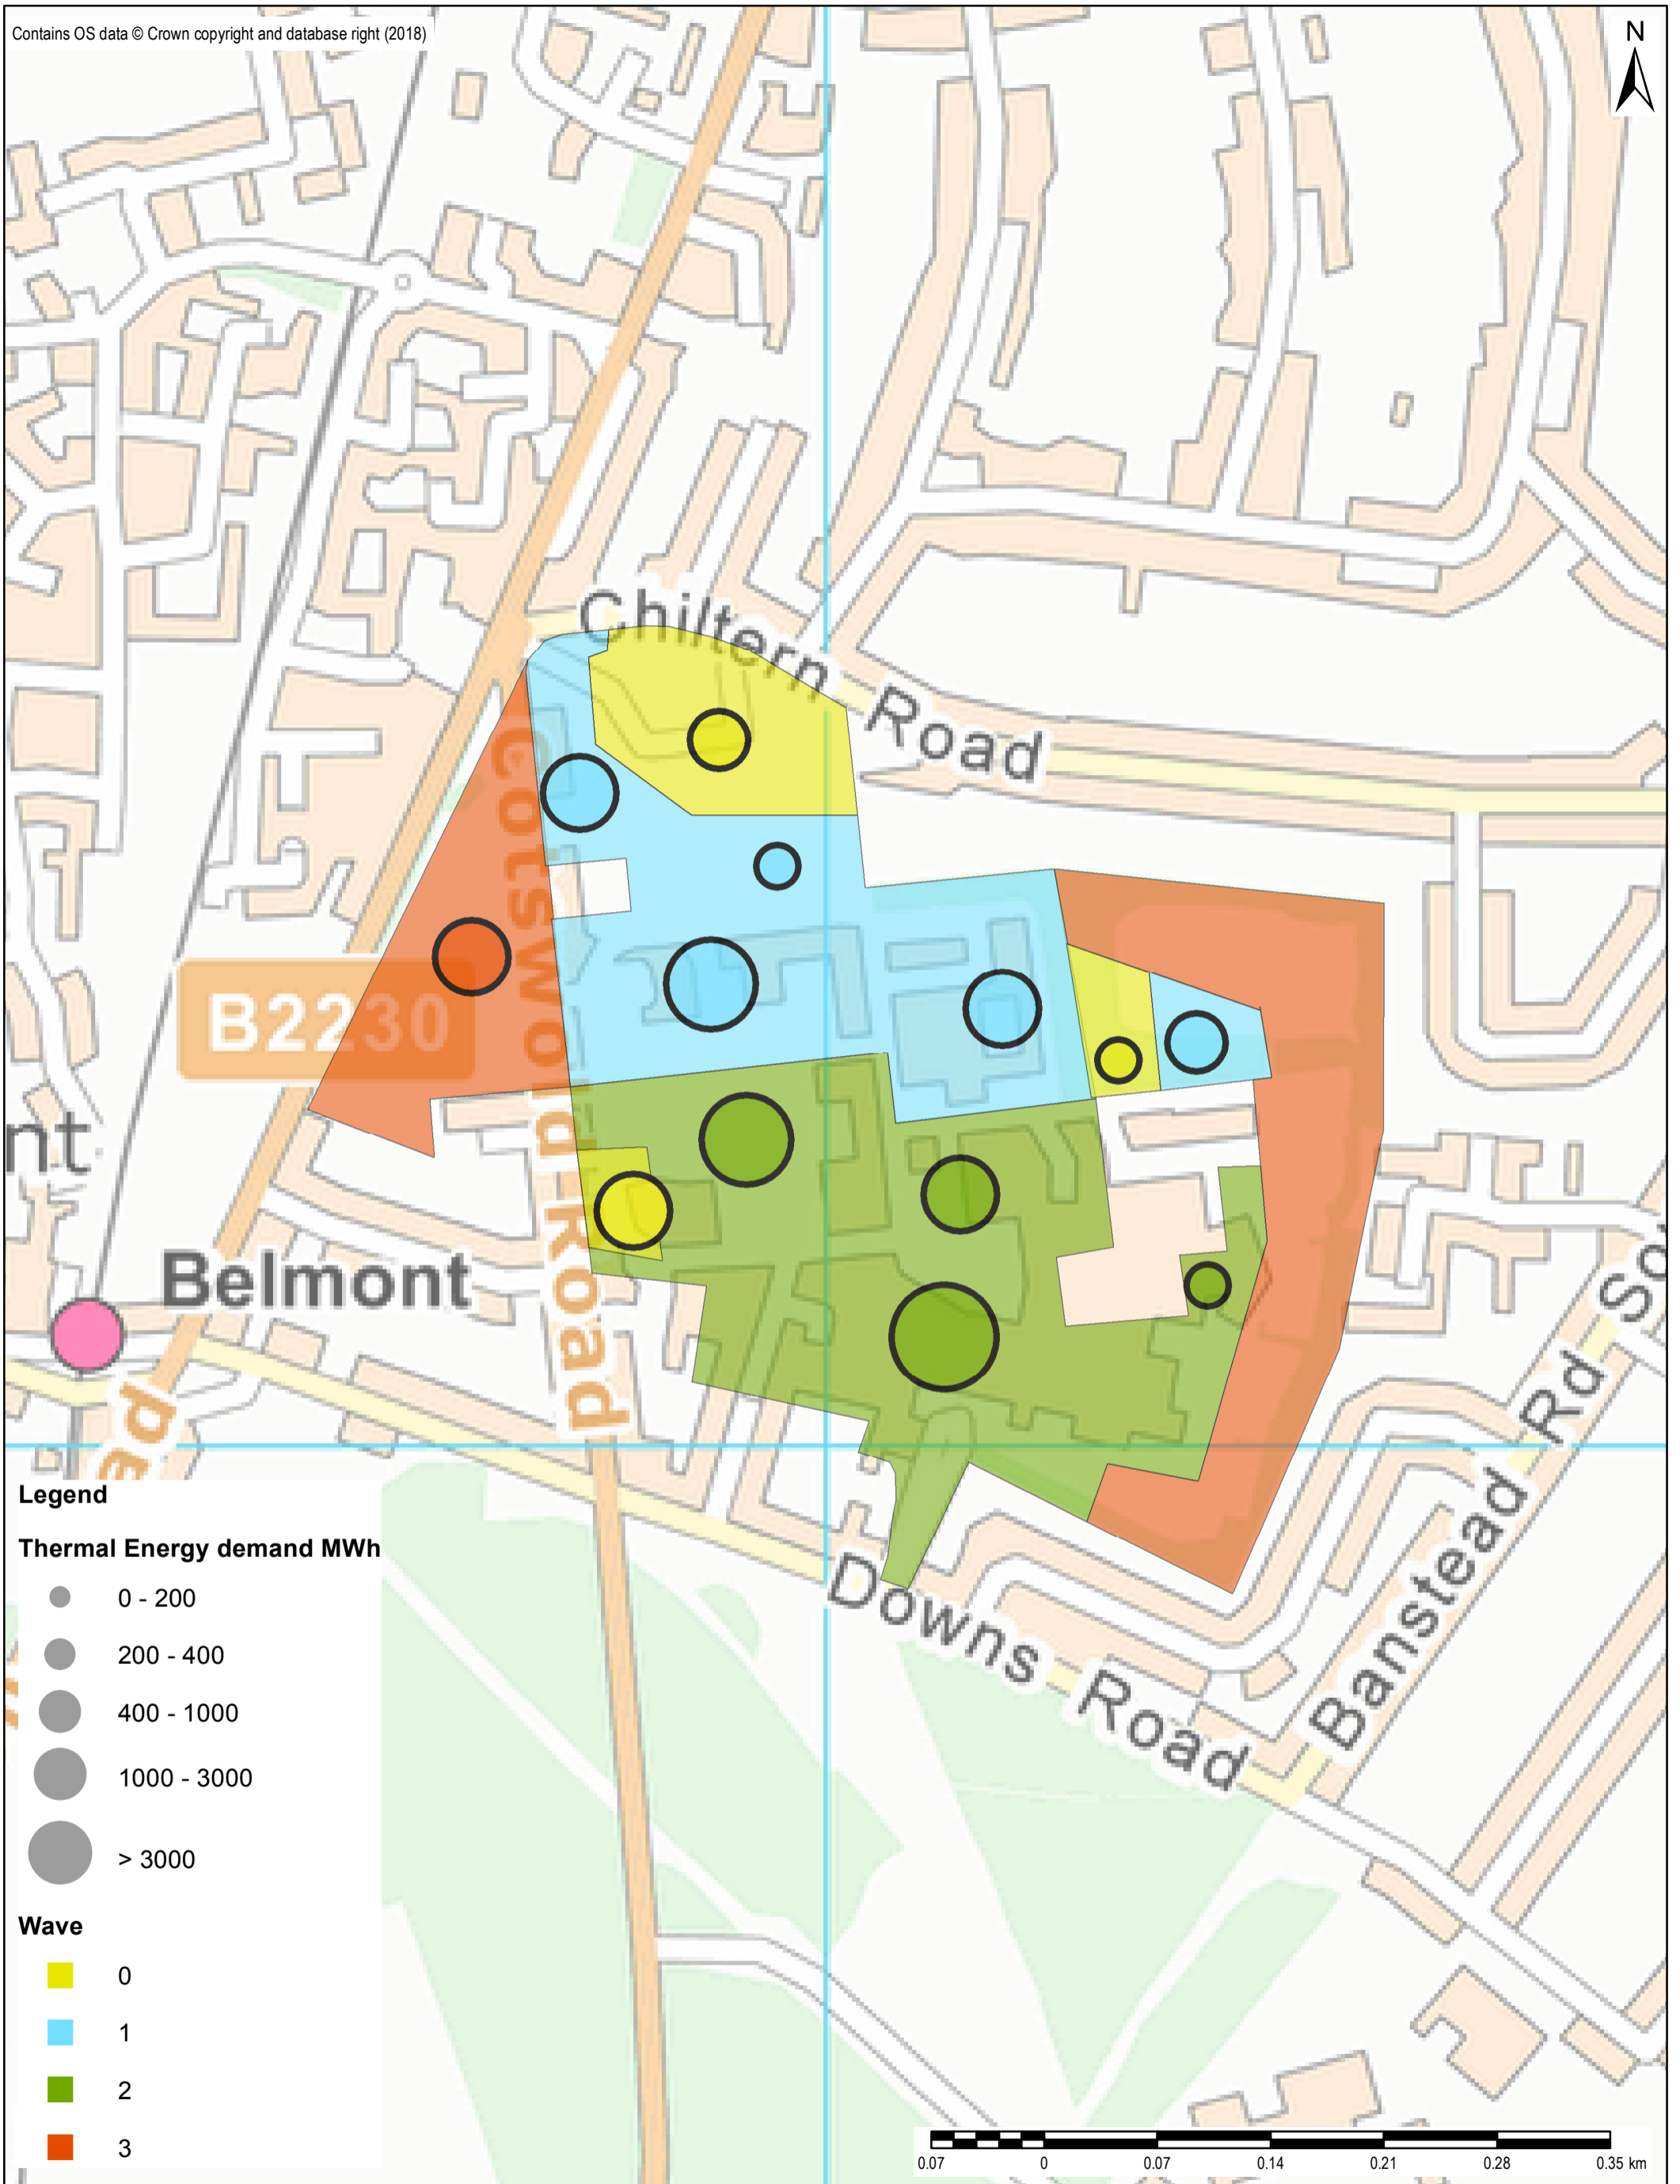 Contains OS data © Crown copyright and database right (2018)
N
Chiltern Road
Cotswold Road
B2230
nt
Belmont
Downs Road
Banstead Rd So
Legend
Thermal Energy demand MWh
0 - 200
200 - 400
400 - 1000
1000 - 3000
> 3000
Wave
0
1
2
3
0.07 0 0.07 0.14 0.21 0.28 0.35 km